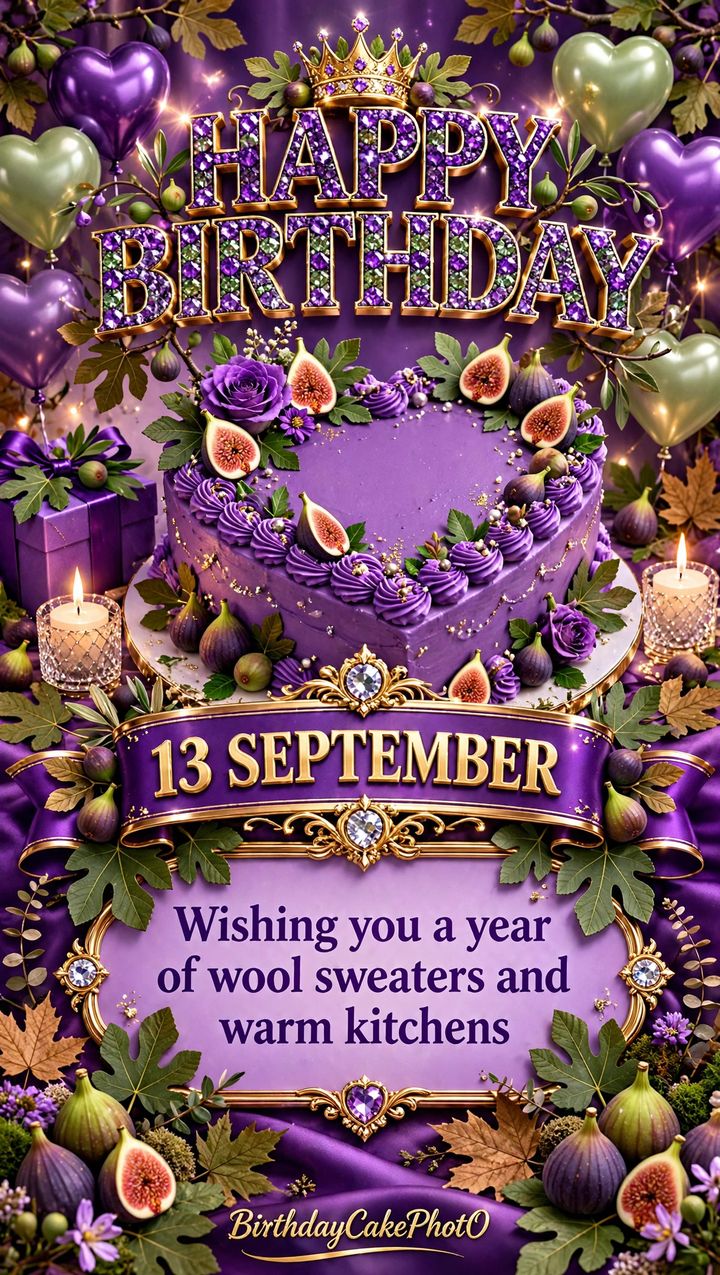 HAPPY
BIRTHDAY
13 SEPTEMBER
Wishing you a year
of wool sweaters and
warm kitchens
BirthdayCakePhotO